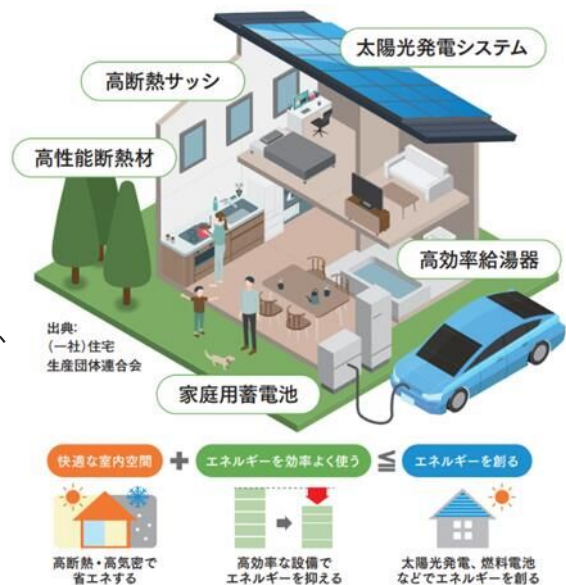 太陽光発電システム
高断熱サッシ
高性能断熱材
高効率給湯器
出典:
(一社)住宅
生産団体連合会
家庭用蓄電池
快適な室内空間 + エネルギーを効率よく使う ≦ エネルギーを創る
高断熱・高気密で
省エネする
高効率な設備で
エネルギーを抑える
太陽光発電、燃料電池
などでエネルギーを創る